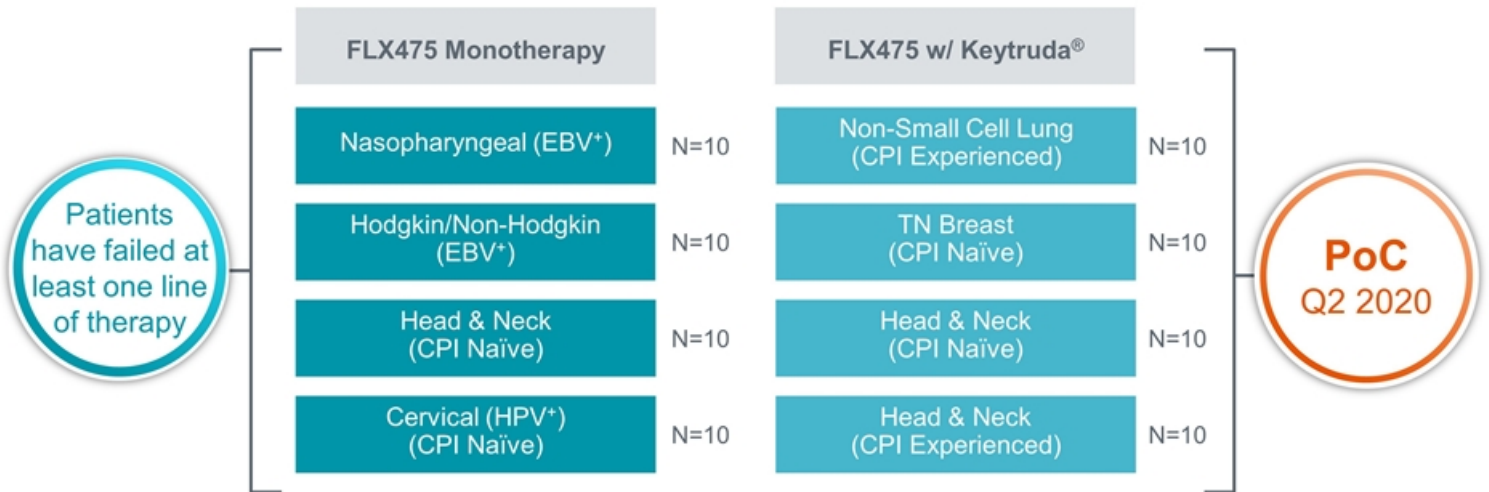 Patients
have failed at
least one line
of therapy
FLX475 Monotherapy
Nasopharyngeal (EBV⁺)
N=10
Hodgkin/Non-Hodgkin
(EBV⁺)
N=10
Head & Neck
(CPI Naïve)
N=10
Cervical (HPV⁺)
(CPI Naïve)
N=10
FLX475 w/ Keytruda®
Non-Small Cell Lung
(CPI Experienced)
N=10
TN Breast
(CPI Naïve)
N=10
Head & Neck
(CPI Naïve)
N=10
Head & Neck
(CPI Experienced)
N=10
PoC
Q2 2020